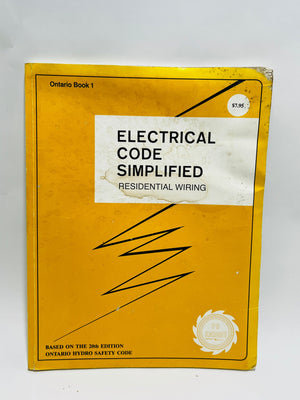 Ontario Book 1
$7.95
ELECTRICAL
CODE
SIMPLIFIED
RESIDENTIAL WIRING
BASED ON THE 20th EDITION
ONTARIO HYDRO SAFETY CODE